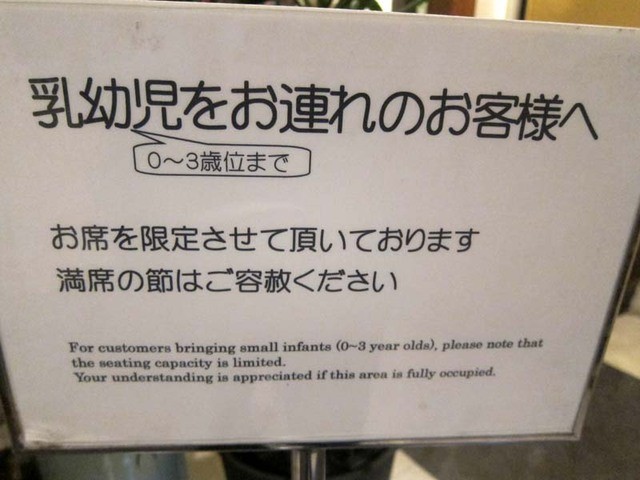 乳幼児をお連れのお客様へ
0～3歳位まで
お席を限定させて頂いております
満席の節はご容赦ください
For customers bringing small infants (0~3 year olds), please note that
the seating capacity is limited.
Your understanding is appreciated if this area is fully occupied.